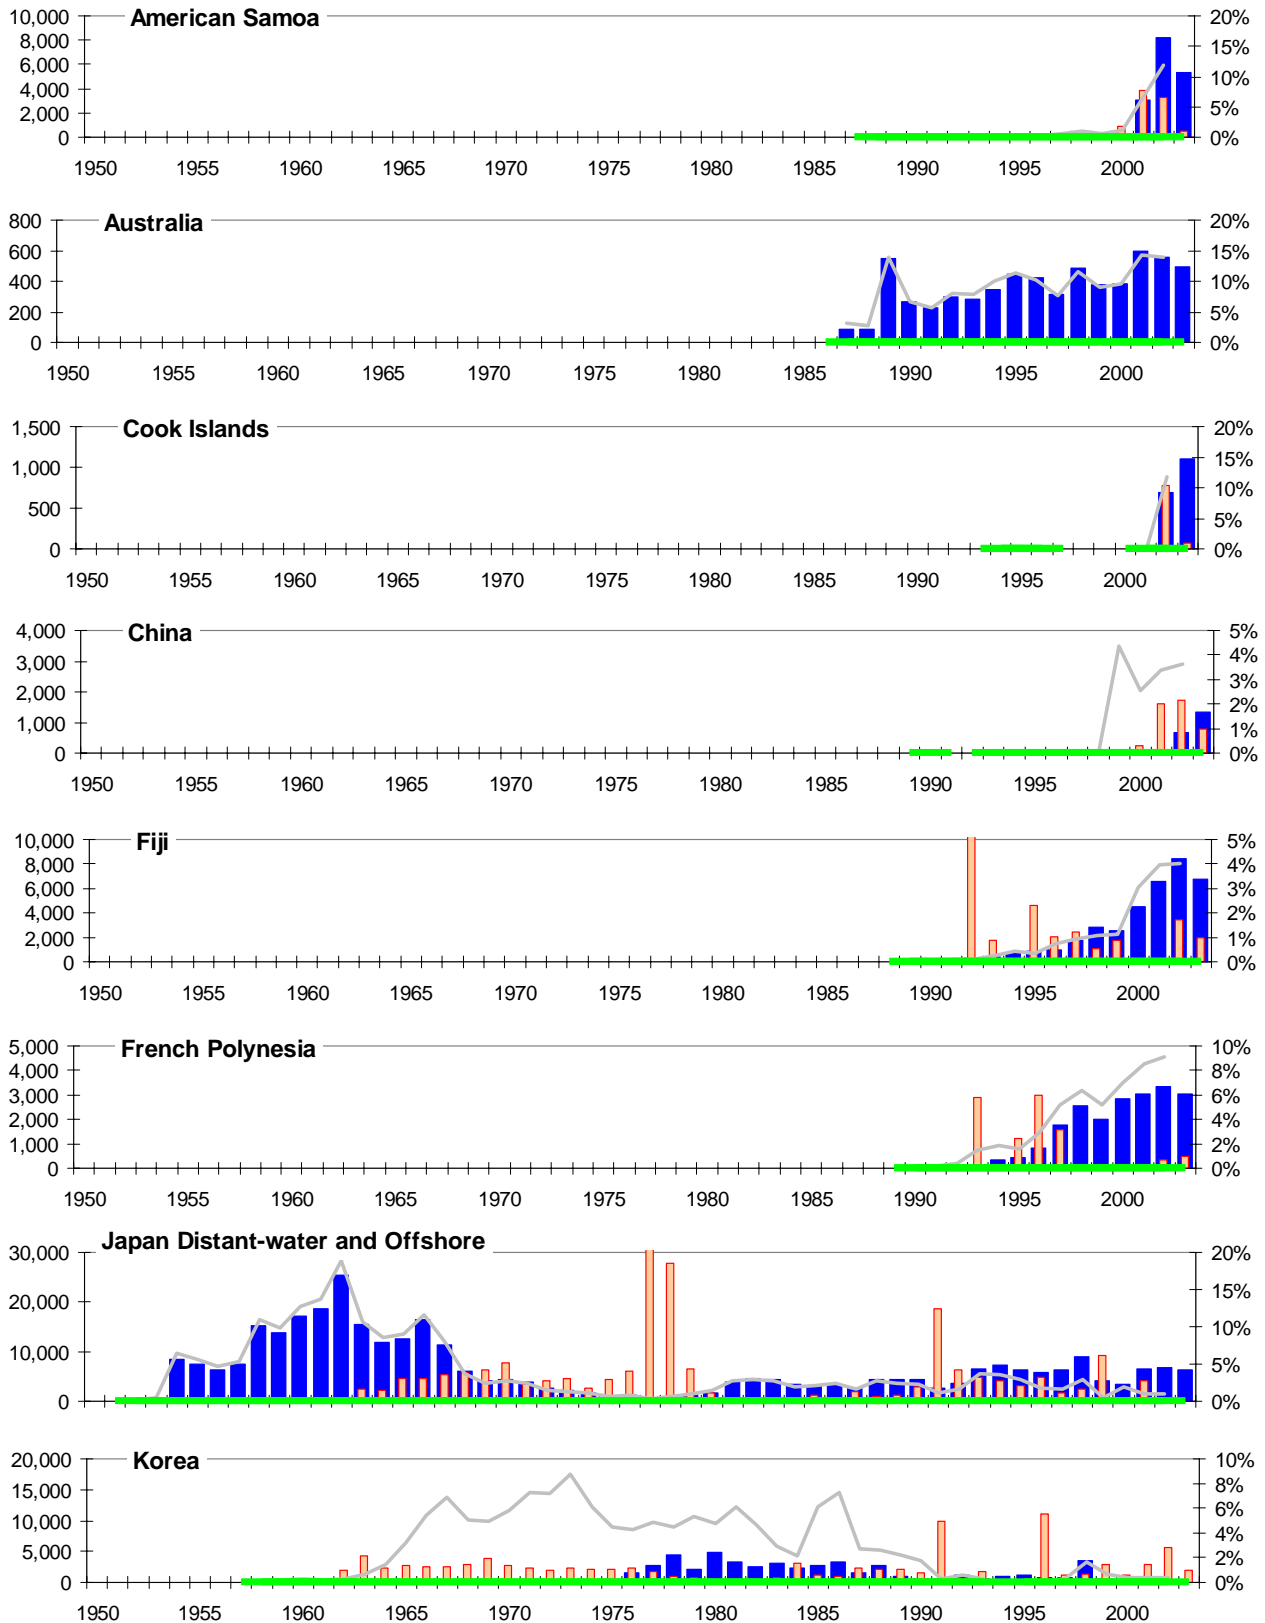 American Samoa
10,000 20%
8,000 15%
6,000 10%
4,000 5%
2,000 0%
0
1950 1955 1960 1965 1970 1975 1980 1985 1990 1995 2000
Australia
800 20%
600 15%
400 10%
200 5%
0 0%
1950 1955 1960 1965 1970 1975 1980 1985 1990 1995 2000
Cook Islands
1,500 20%
1,000 15%
500 10%
0 5%
0%
1950 1955 1960 1965 1970 1975 1980 1985 1990 1995 2000
China
4,000 5%
3,000 4%
2,000 3%
1,000 2%
0 1%
0%
1950 1955 1960 1965 1970 1975 1980 1985 1990 1995 2000
Fiji
10,000 5%
8,000 4%
6,000 3%
4,000 2%
2,000 1%
0 0%
1950 1955 1960 1965 1970 1975 1980 1985 1990 1995 2000
French Polynesia
5,000 10%
4,000 8%
3,000 6%
2,000 4%
1,000 2%
0 0%
1950 1955 1960 1965 1970 1975 1980 1985 1990 1995 2000
Japan Distant-water and Offshore
30,000 20%
20,000 15%
10,000 10%
0 5%
0%
1950 1955 1960 1965 1970 1975 1980 1985 1990 1995 2000
Korea
20,000 10%
15,000 8%
10,000 6%
5,000 4%
0 2%
0%
1950 1955 1960 1965 1970 1975 1980 1985 1990 1995 2000